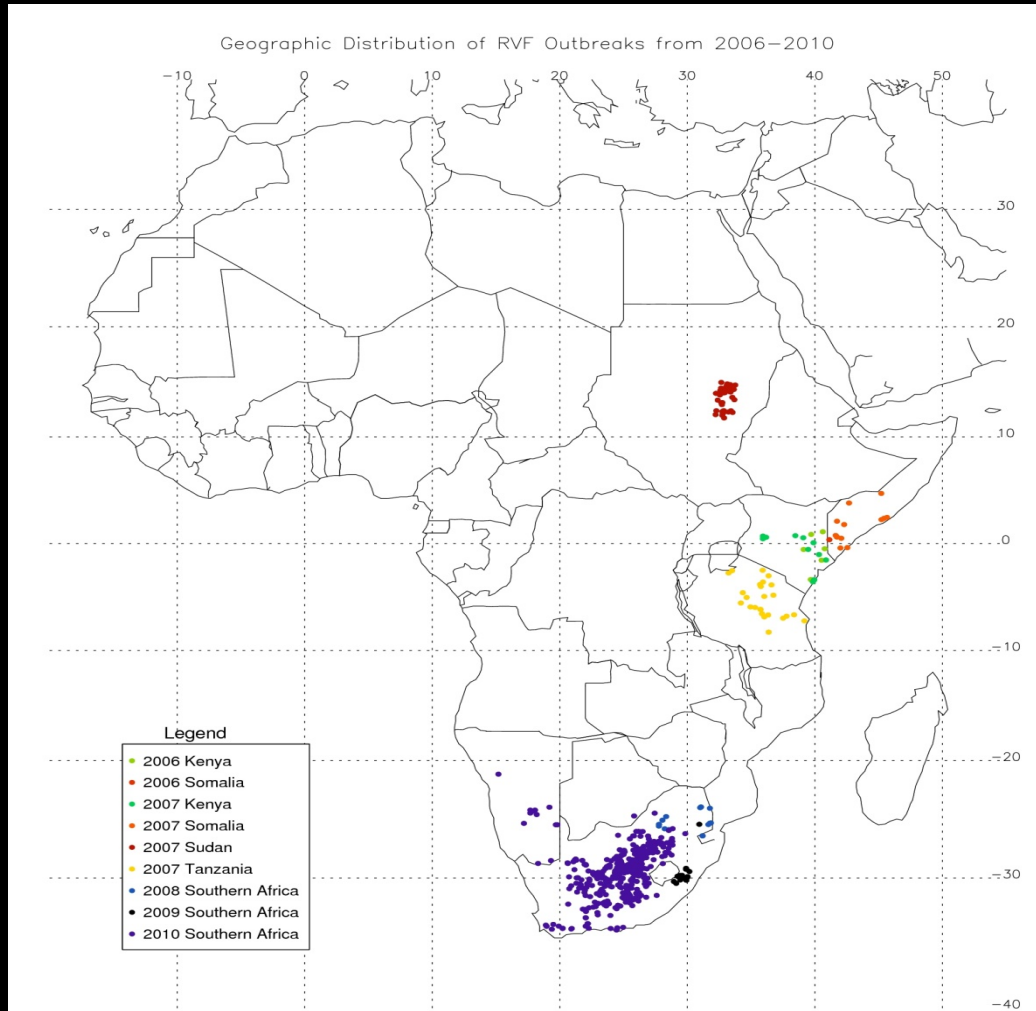 Geographic Distribution of RVF Outbreaks from 2006−2010
−10 0 10 20 30 40 50
30
20
10
0
−10
−20
−30
−40
Legend
2006 Kenya
2006 Somalia
2007 Kenya
2007 Somalia
2007 Sudan
2007 Tanzania
2008 Southern Africa
2009 Southern Africa
2010 Southern Africa